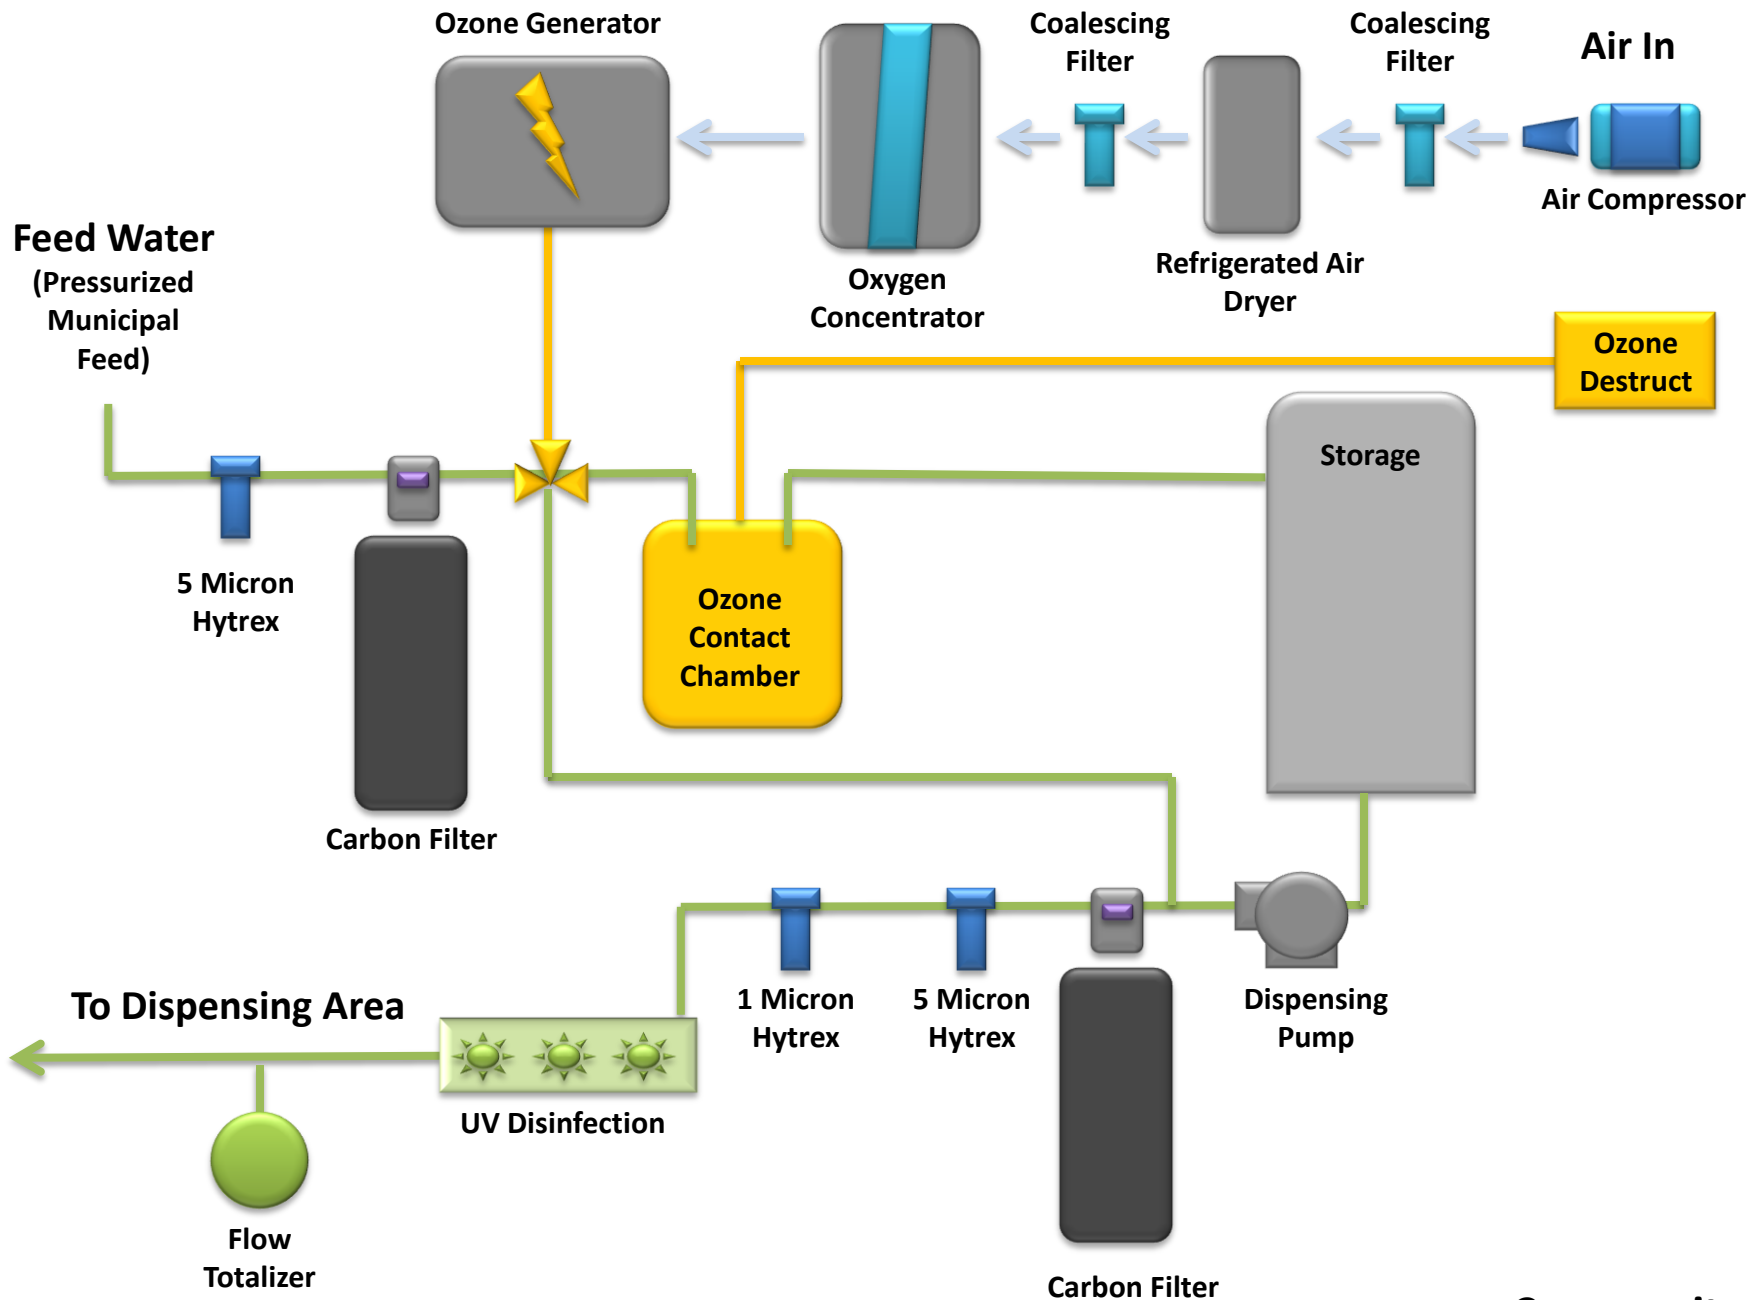 Ozone Generator
Coalescing
Filter
Coalescing
Filter
Air In
Air Compressor
Feed Water
(Pressurized
Municipal
Feed)
Oxygen
Concentrator
Refrigerated Air
Dryer
Ozone
Destruct
Storage
5 Micron
Hytrex
Ozone
Contact
Chamber
Carbon Filter
To Dispensing Area
1 Micron
Hytrex
5 Micron
Hytrex
Dispensing
Pump
UV Disinfection
Flow
Totalizer
Carbon Filter